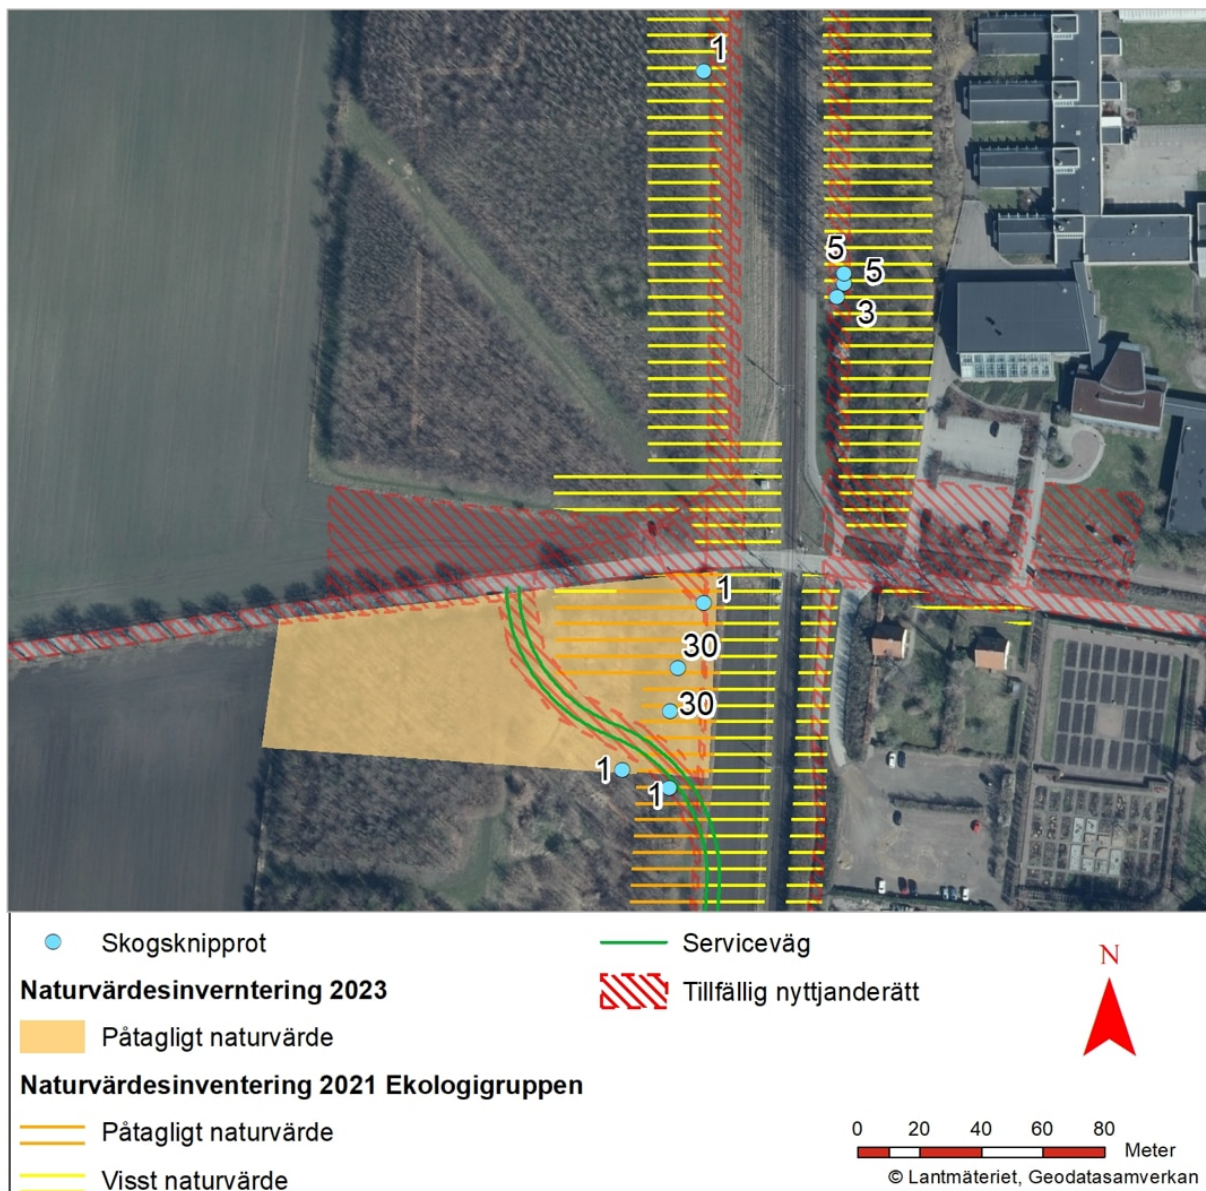 1
5
5
3
1
30
30
1
1
Skogsknipprot
Serviceväg
Naturvärdesinverntering 2023
Tillfällig nyttjanderätt
N
Påtagligt naturvärde
Naturvärdesinventering 2021 Ekologigruppen
Påtagligt naturvärde
0 20 40 60 80
Meter
Visst naturvärde
© Lantmäteriet, Geodatasamverkan